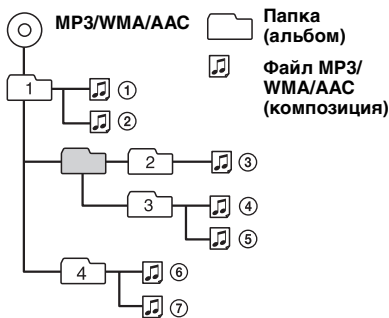 MP3/WMA/AAC
Папка
(альбом)
Файл MP3/
WMA/AAC
(композиция)
1
①
②
2
③
3
④
⑤
4
⑥
⑦